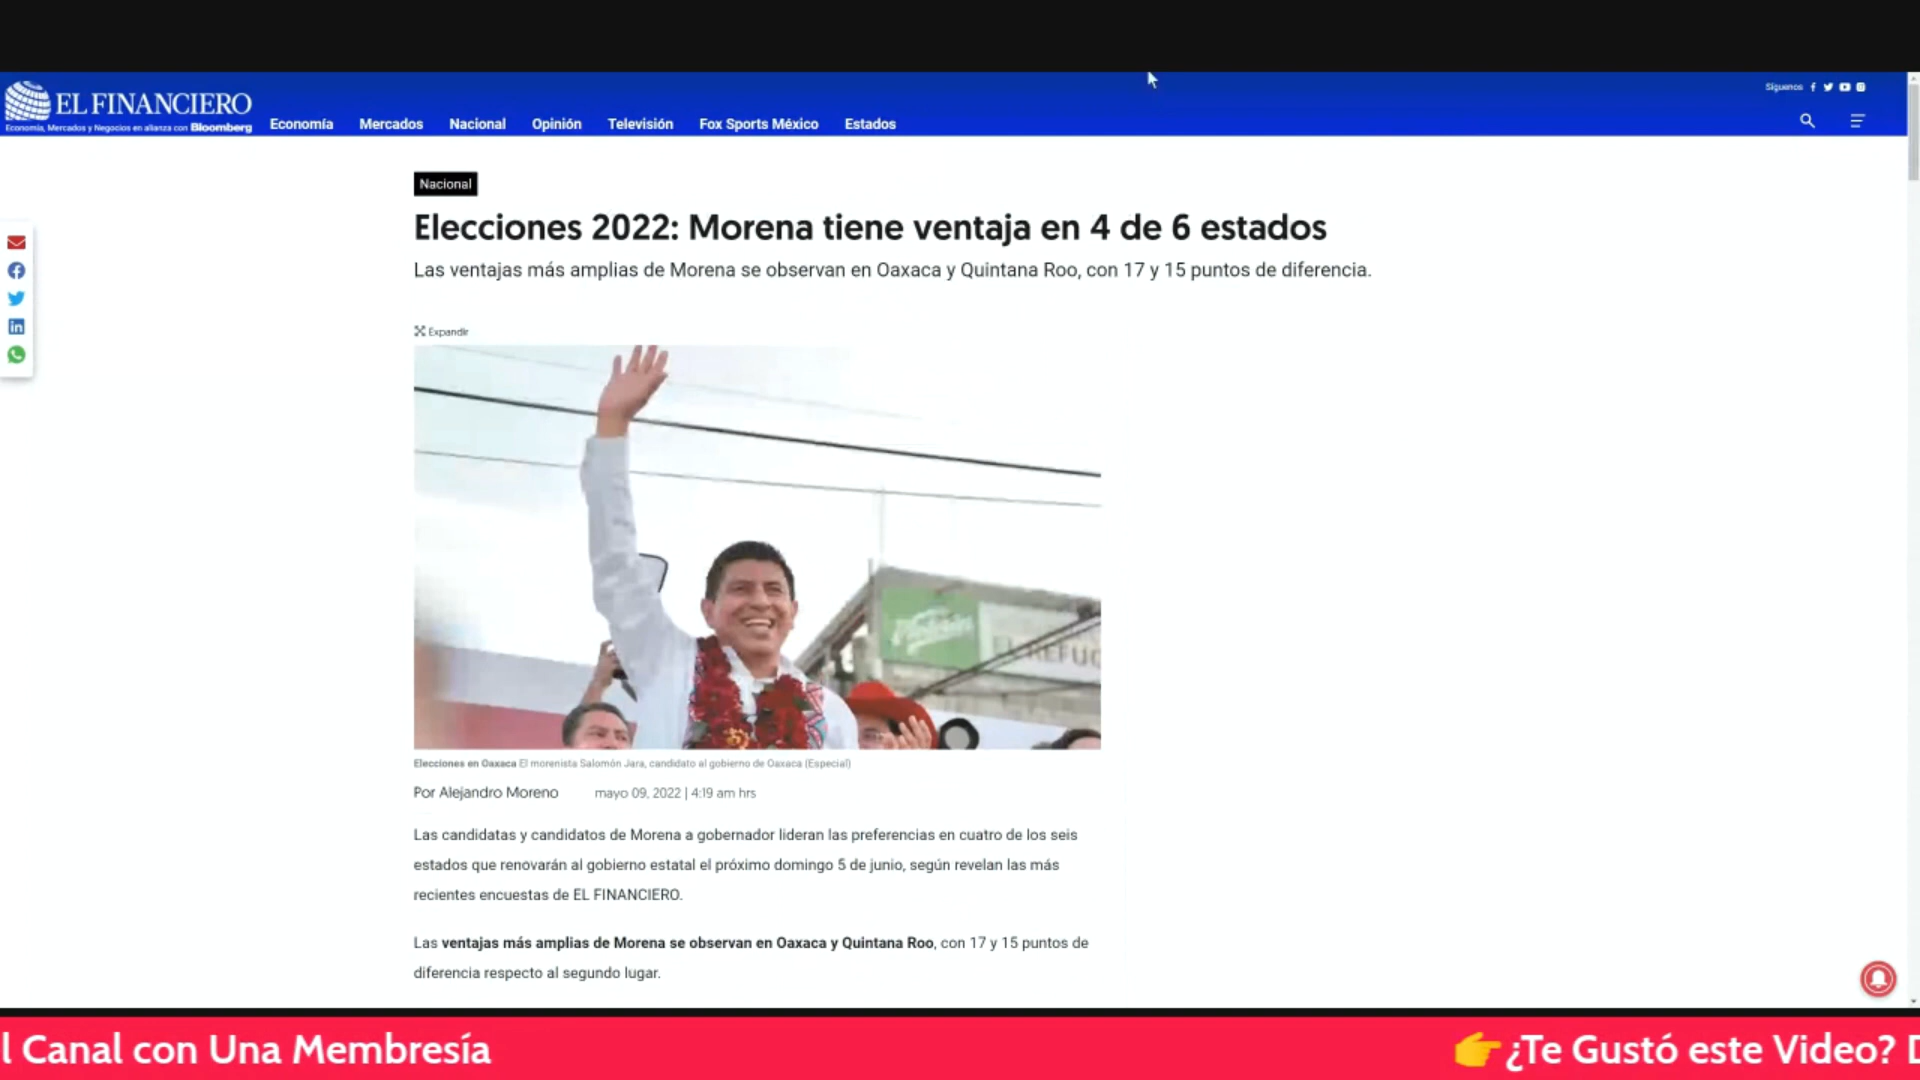 Síguenos
EL FINANCIERO
Economía, Mercados y Negocios en alianza con Bloomberg
Economía Mercados Nacional Opinión Televisión Fox Sports México Estados
Nacional
Elecciones 2022: Morena tiene ventaja en 4 de 6 estados
Las ventajas más amplias de Morena se observan en Oaxaca y Quintana Roo, con 17 y 15 puntos de diferencia.
Expandir
Elecciones en Oaxaca El morenista Salomón Jara, candidato al gobierno de Oaxaca (Especial)
Por Alejandro Moreno mayo 09, 2022 | 4:19 am hrs
Las candidatas y candidatos de Morena a gobernador lideran las preferencias en cuatro de los seis
estados que renovarán al gobierno estatal el próximo domingo 5 de junio, según revelan las más
recientes encuestas de EL FINANCIERO.
Las ventajas más amplias de Morena se observan en Oaxaca y Quintana Roo, con 17 y 15 puntos de
diferencia respecto al segundo lugar.
l Canal con Una Membresía 👉¿Te Gustó este Video? D